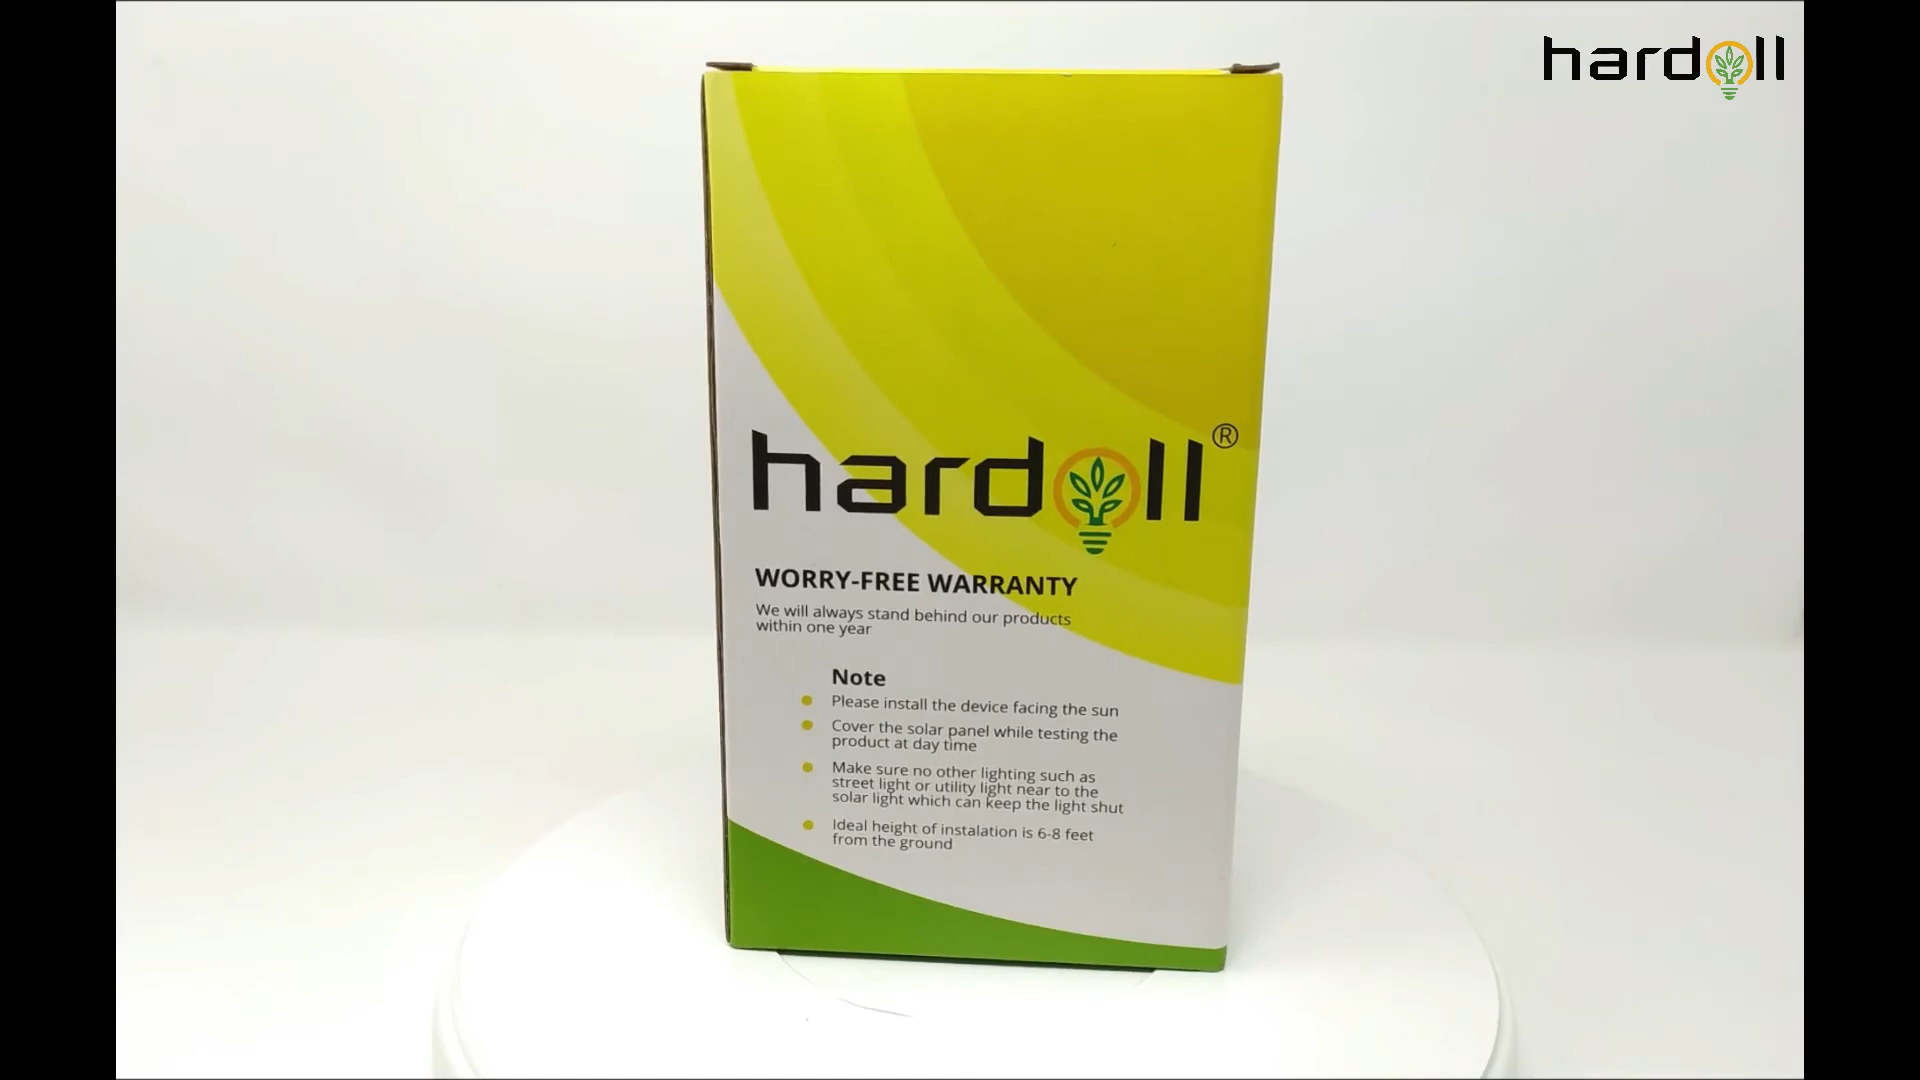 hardoll
hardoll®
WORRY-FREE WARRANTY
We will always stand behind our products
within one year
Note
Please install the device facing the sun
Cover the solar panel while testing the
product at day time
Make sure no other lighting such as
street light or utility light near to the
solar light which can keep the light shut
Ideal height of instalation is 6-8 feet
from the ground